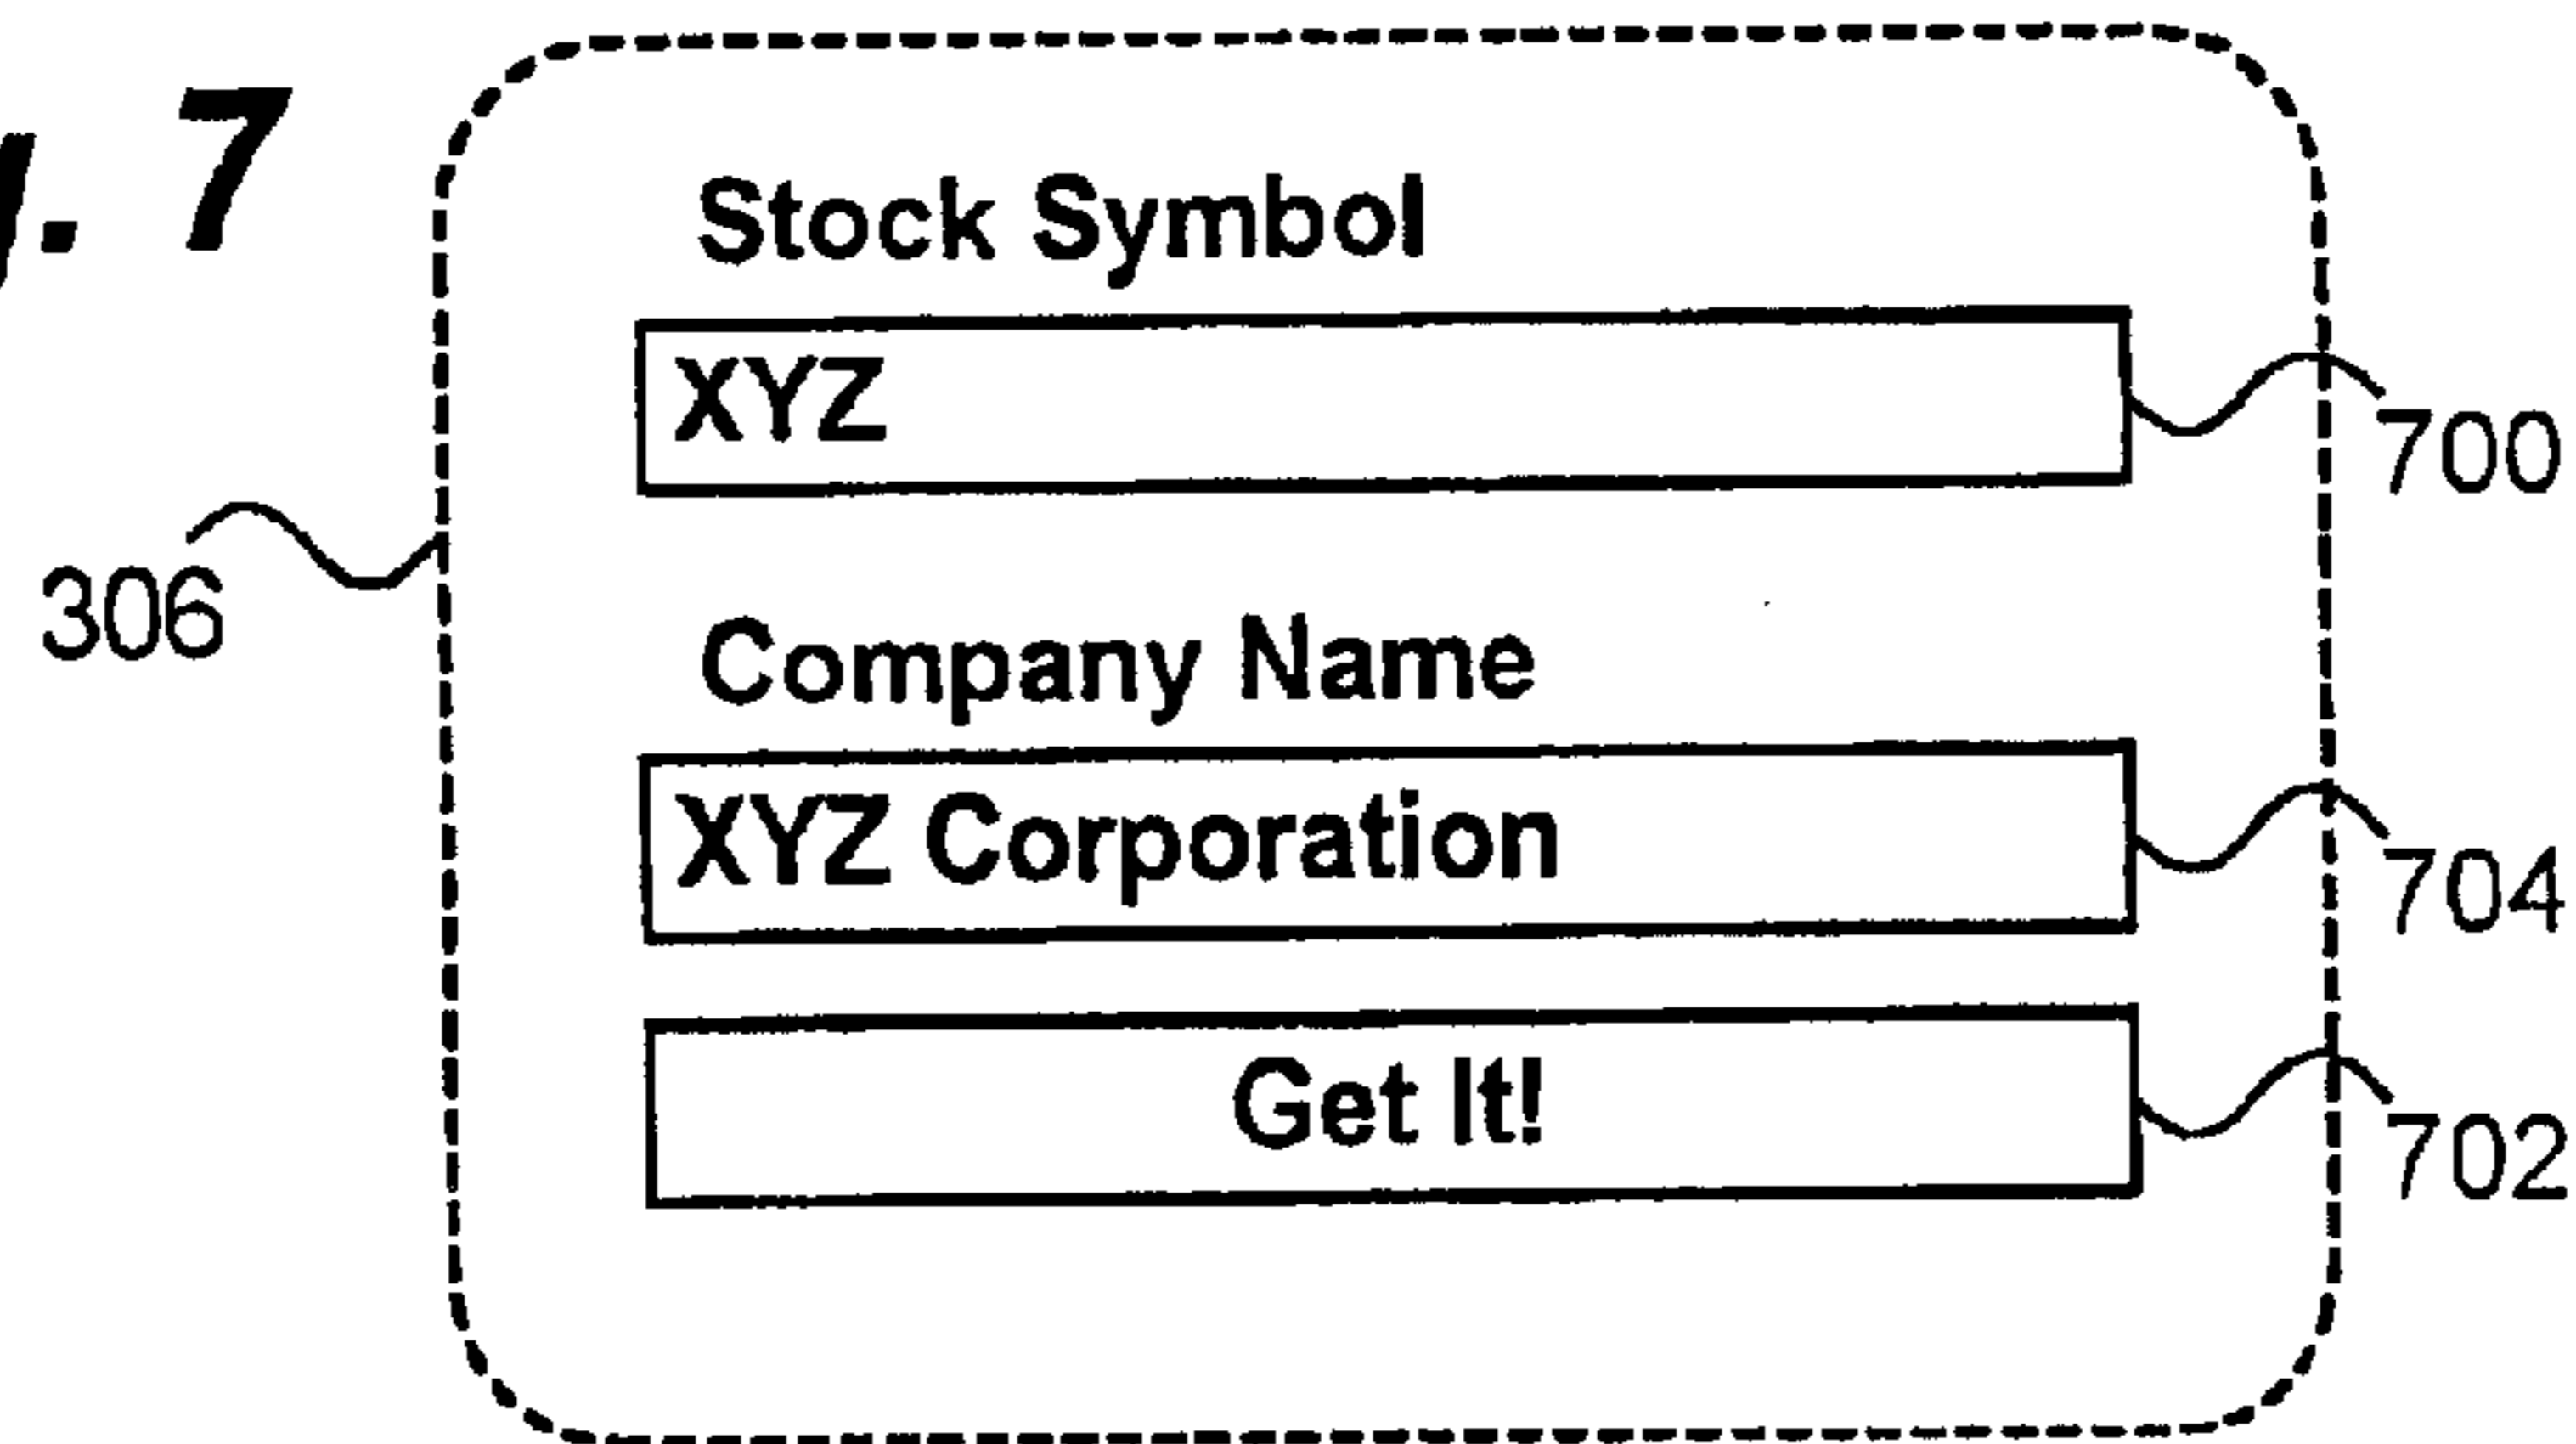 . 7
Stock Symbol
XYZ
700
306
Company Name
XYZ Corporation
704
Get It!
702